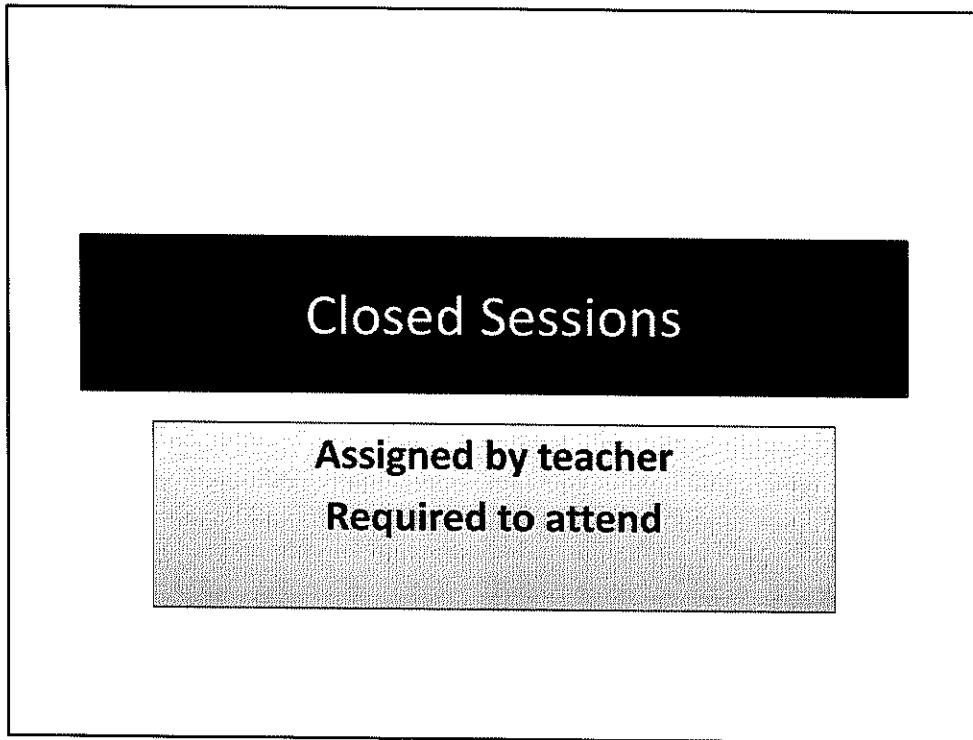 Closed Sessions
Assigned by teacher
Required to attend